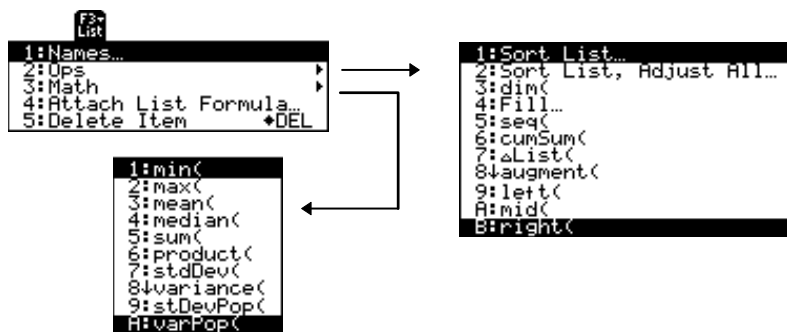 F3▾
List
1:Names…
2:Ops ▸
3:Math ▸
4:Attach List Formula…
5:Delete Item ◆DEL
1:Sort List…
2:Sort List, Adjust All…
3:dim(
4:Fill…
5:seq(
6:cumSum(
7:△List(
8↓augment(
9:left(
A:mid(
B:right(
1:min(
2:max(
3:mean(
4:median(
5:sum(
6:product(
7:stdDev(
8↓variance(
9:stDevPop(
A:varPop(